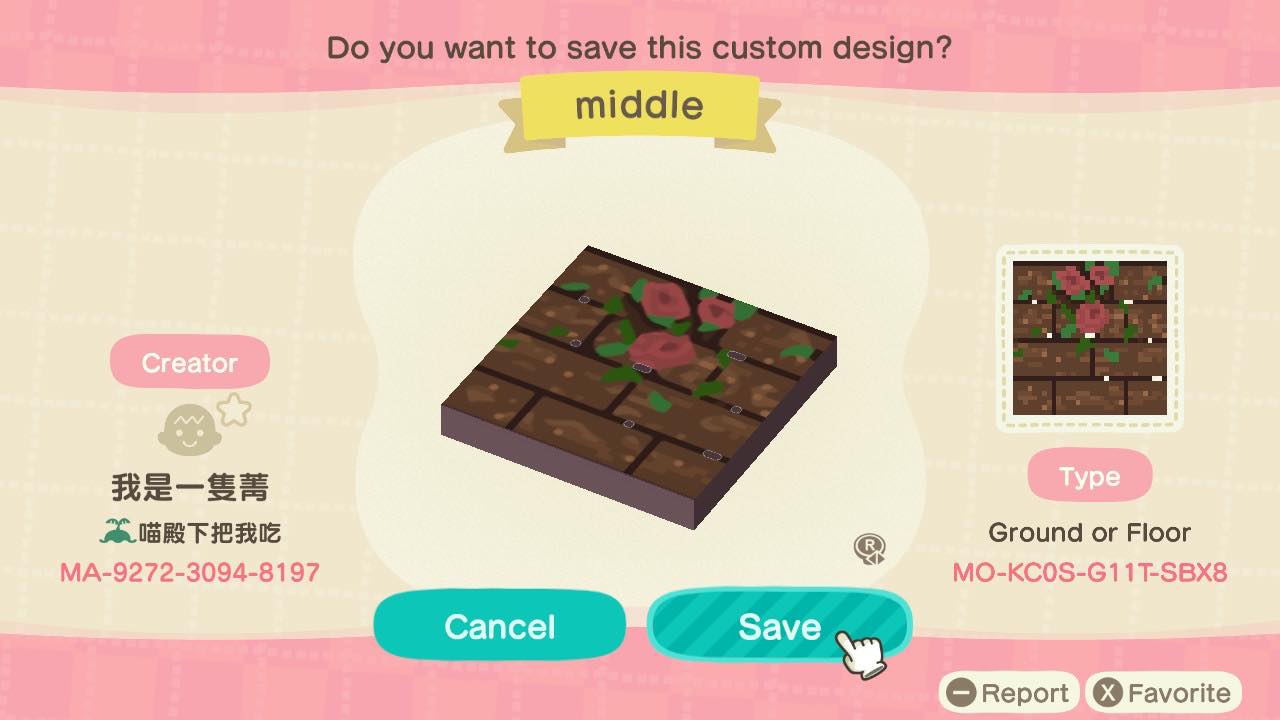 Do you want to save this custom design?
middle
Creator
我是一隻菁
喵殿下把我吃
MA-9272-3094-8197
Type
Ground or Floor
MO-KC0S-G11T-SBX8
R
Cancel
Save
Report
X Favorite